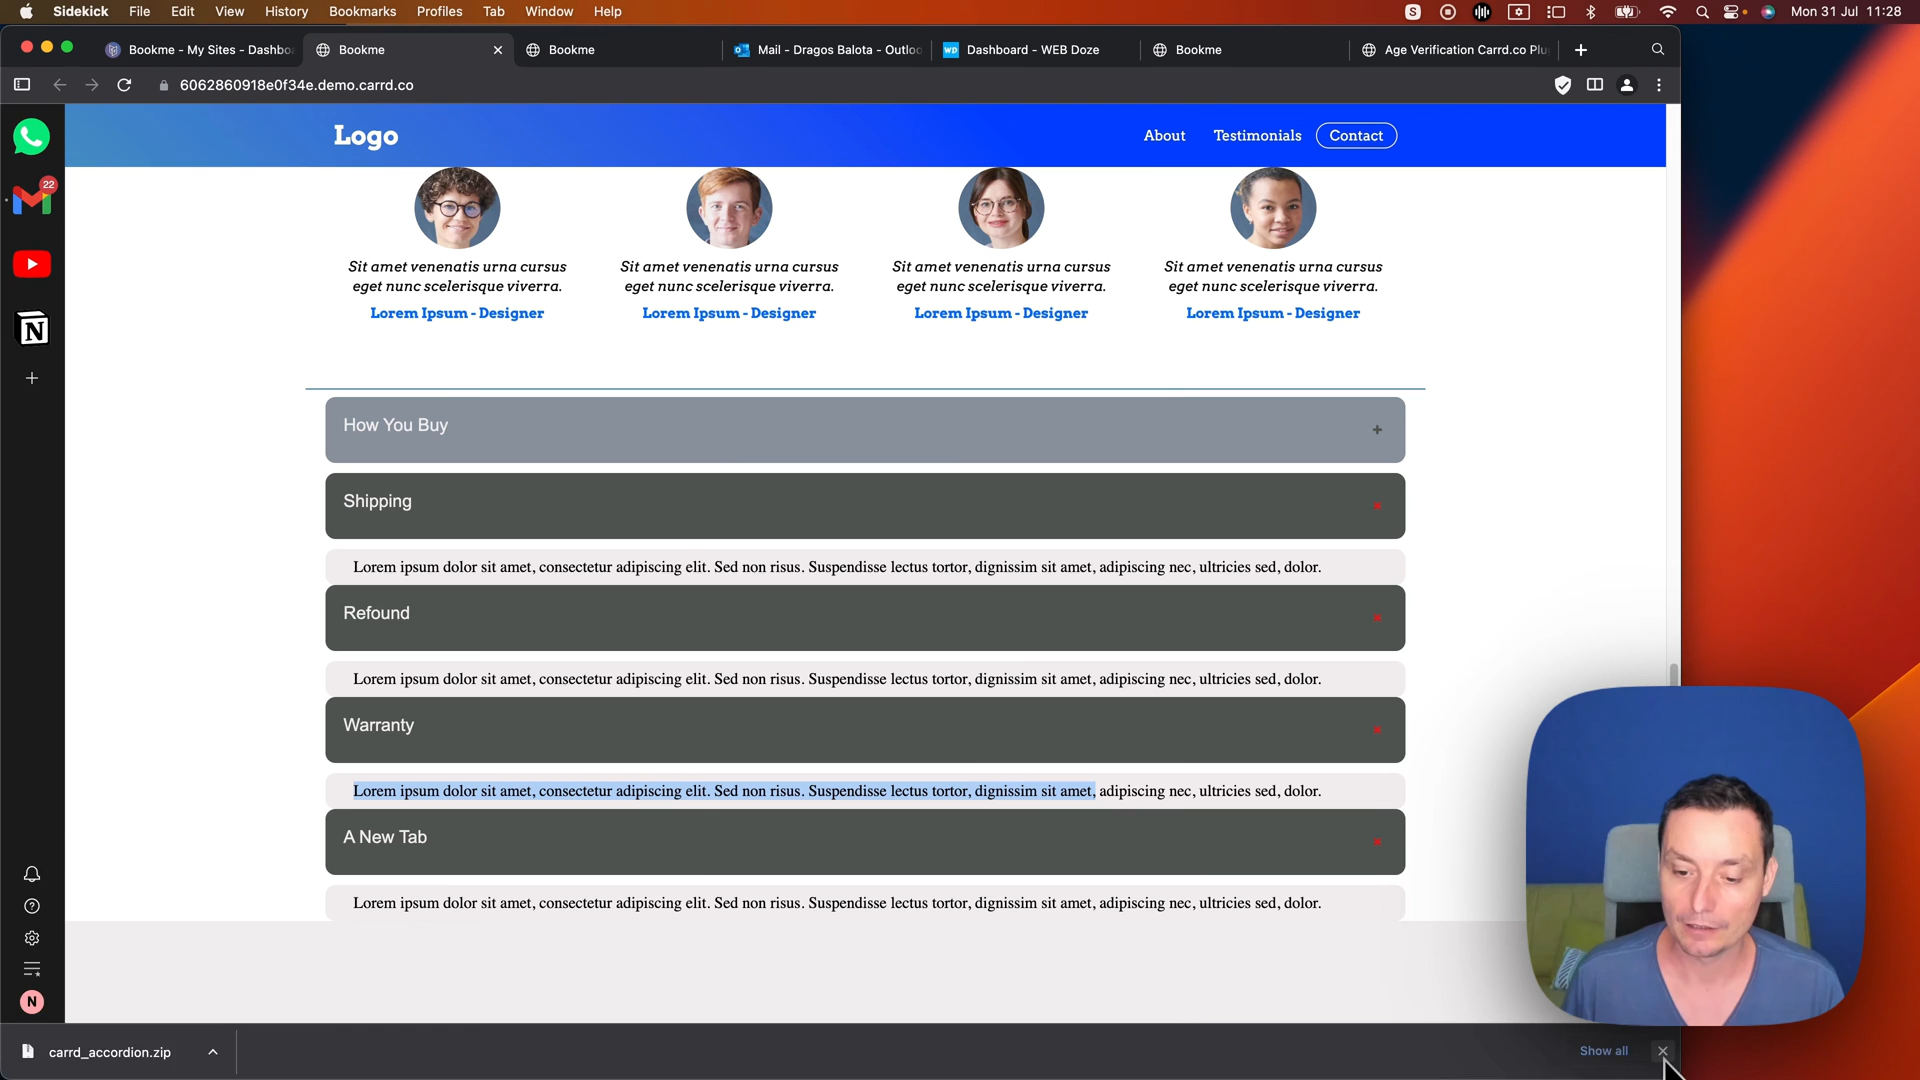 Sidekick File Edit View History Bookmarks Profiles Tab Window Help
S
Mon 31 Jul 11:28
Bookme - My Sites - Dashbo
Bookme
Bookme
Mail - Dragos Balota - Outloo
WD Dashboard - WEB Doze
Bookme
Age Verification Carrd.co Plu
6062860918e0f34e.demo.carrd.co
22
N
Logo
About Testimonials Contact
Sit amet venenatis urna cursus
eget nunc scelerisque viverra.
Lorem Ipsum - Designer
Sit amet venenatis urna cursus
eget nunc scelerisque viverra.
Lorem Ipsum - Designer
Sit amet venenatis urna cursus
eget nunc scelerisque viverra.
Lorem Ipsum - Designer
Sit amet venenatis urna cursus
eget nunc scelerisque viverra.
Lorem Ipsum - Designer
How You Buy +
Shipping
Lorem ipsum dolor sit amet, consectetur adipiscing elit. Sed non risus. Suspendisse lectus tortor, dignissim sit amet, adipiscing nec, ultricies sed, dolor.
Refound
Lorem ipsum dolor sit amet, consectetur adipiscing elit. Sed non risus. Suspendisse lectus tortor, dignissim sit amet, adipiscing nec, ultricies sed, dolor.
Warranty
Lorem ipsum dolor sit amet, consectetur adipiscing elit. Sed non risus. Suspendisse lectus tortor, dignissim sit amet, adipiscing nec, ultricies sed, dolor.
A New Tab
Lorem ipsum dolor sit amet, consectetur adipiscing elit. Sed non risus. Suspendisse lectus tortor, dignissim sit amet, adipiscing nec, ultricies sed, dolor.
N
carrd_accordion.zip
Show all